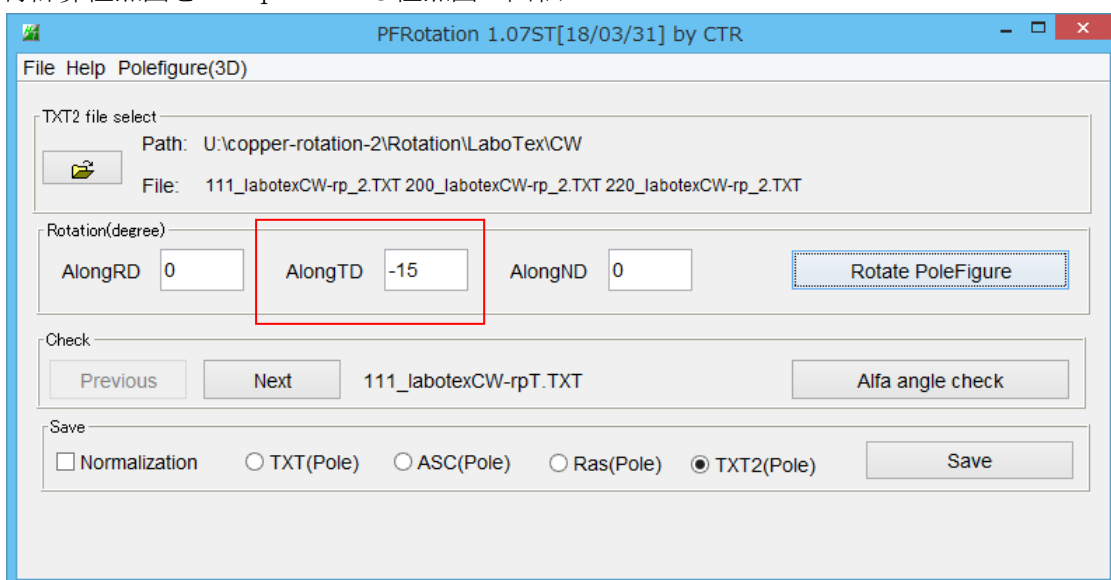 PFRotation 1.07ST[18/03/31] by CTR
File Help Polefigure(3D)
TXT2 file select
Path: U:\copper-rotation-2\Rotation\LaboTex\CW
File: 111_labotexCW-rp_2.TXT 200_labotexCW-rp_2.TXT 220_labotexCW-rp_2.TXT
Rotation(degree)
AlongRD 0 AlongTD -15 AlongND 0 Rotate PoleFigure
Check
Previous Next 111_labotexCW-rpT.TXT Alfa angle check
Save
Normalization TXT(Pole) ASC(Pole) Ras(Pole) TXT2(Pole) Save